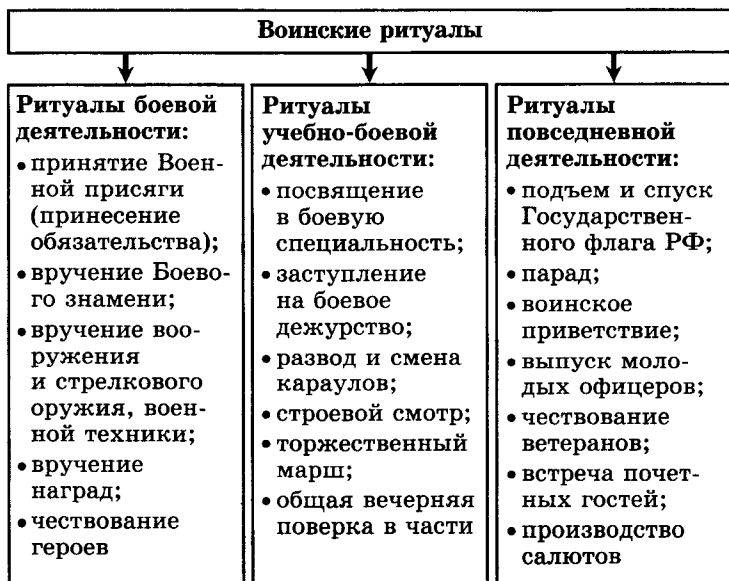 Воинские ритуалы
Ритуалы боевой
деятельности:
• принятие Воен-
ной присяги
(принесение
обязательства);
• вручение Боево-
го знамени;
• вручение воо-
ружения
и стрелкового
оружия, воен-
ной техники;
• вручение
наград;
• чествование
героев
Ритуалы
учебно-боевой
деятельности:
• посвящение
в боевую
специальность;
• заступление
на боевое
дежурство;
• развод и смена
караулов;
• строевой смотр;
• торжественный
марш;
• общая вечерняя
поверка в части
Ритуалы
повседневной
деятельности:
• подъем и спуск
Государствен-
ного флага РФ;
• парад;
• воинское
приветствие;
• выпуск моло-
дых офицеров;
• чествование
ветеранов;
• встреча почет-
ных гостей;
• производство
салютов